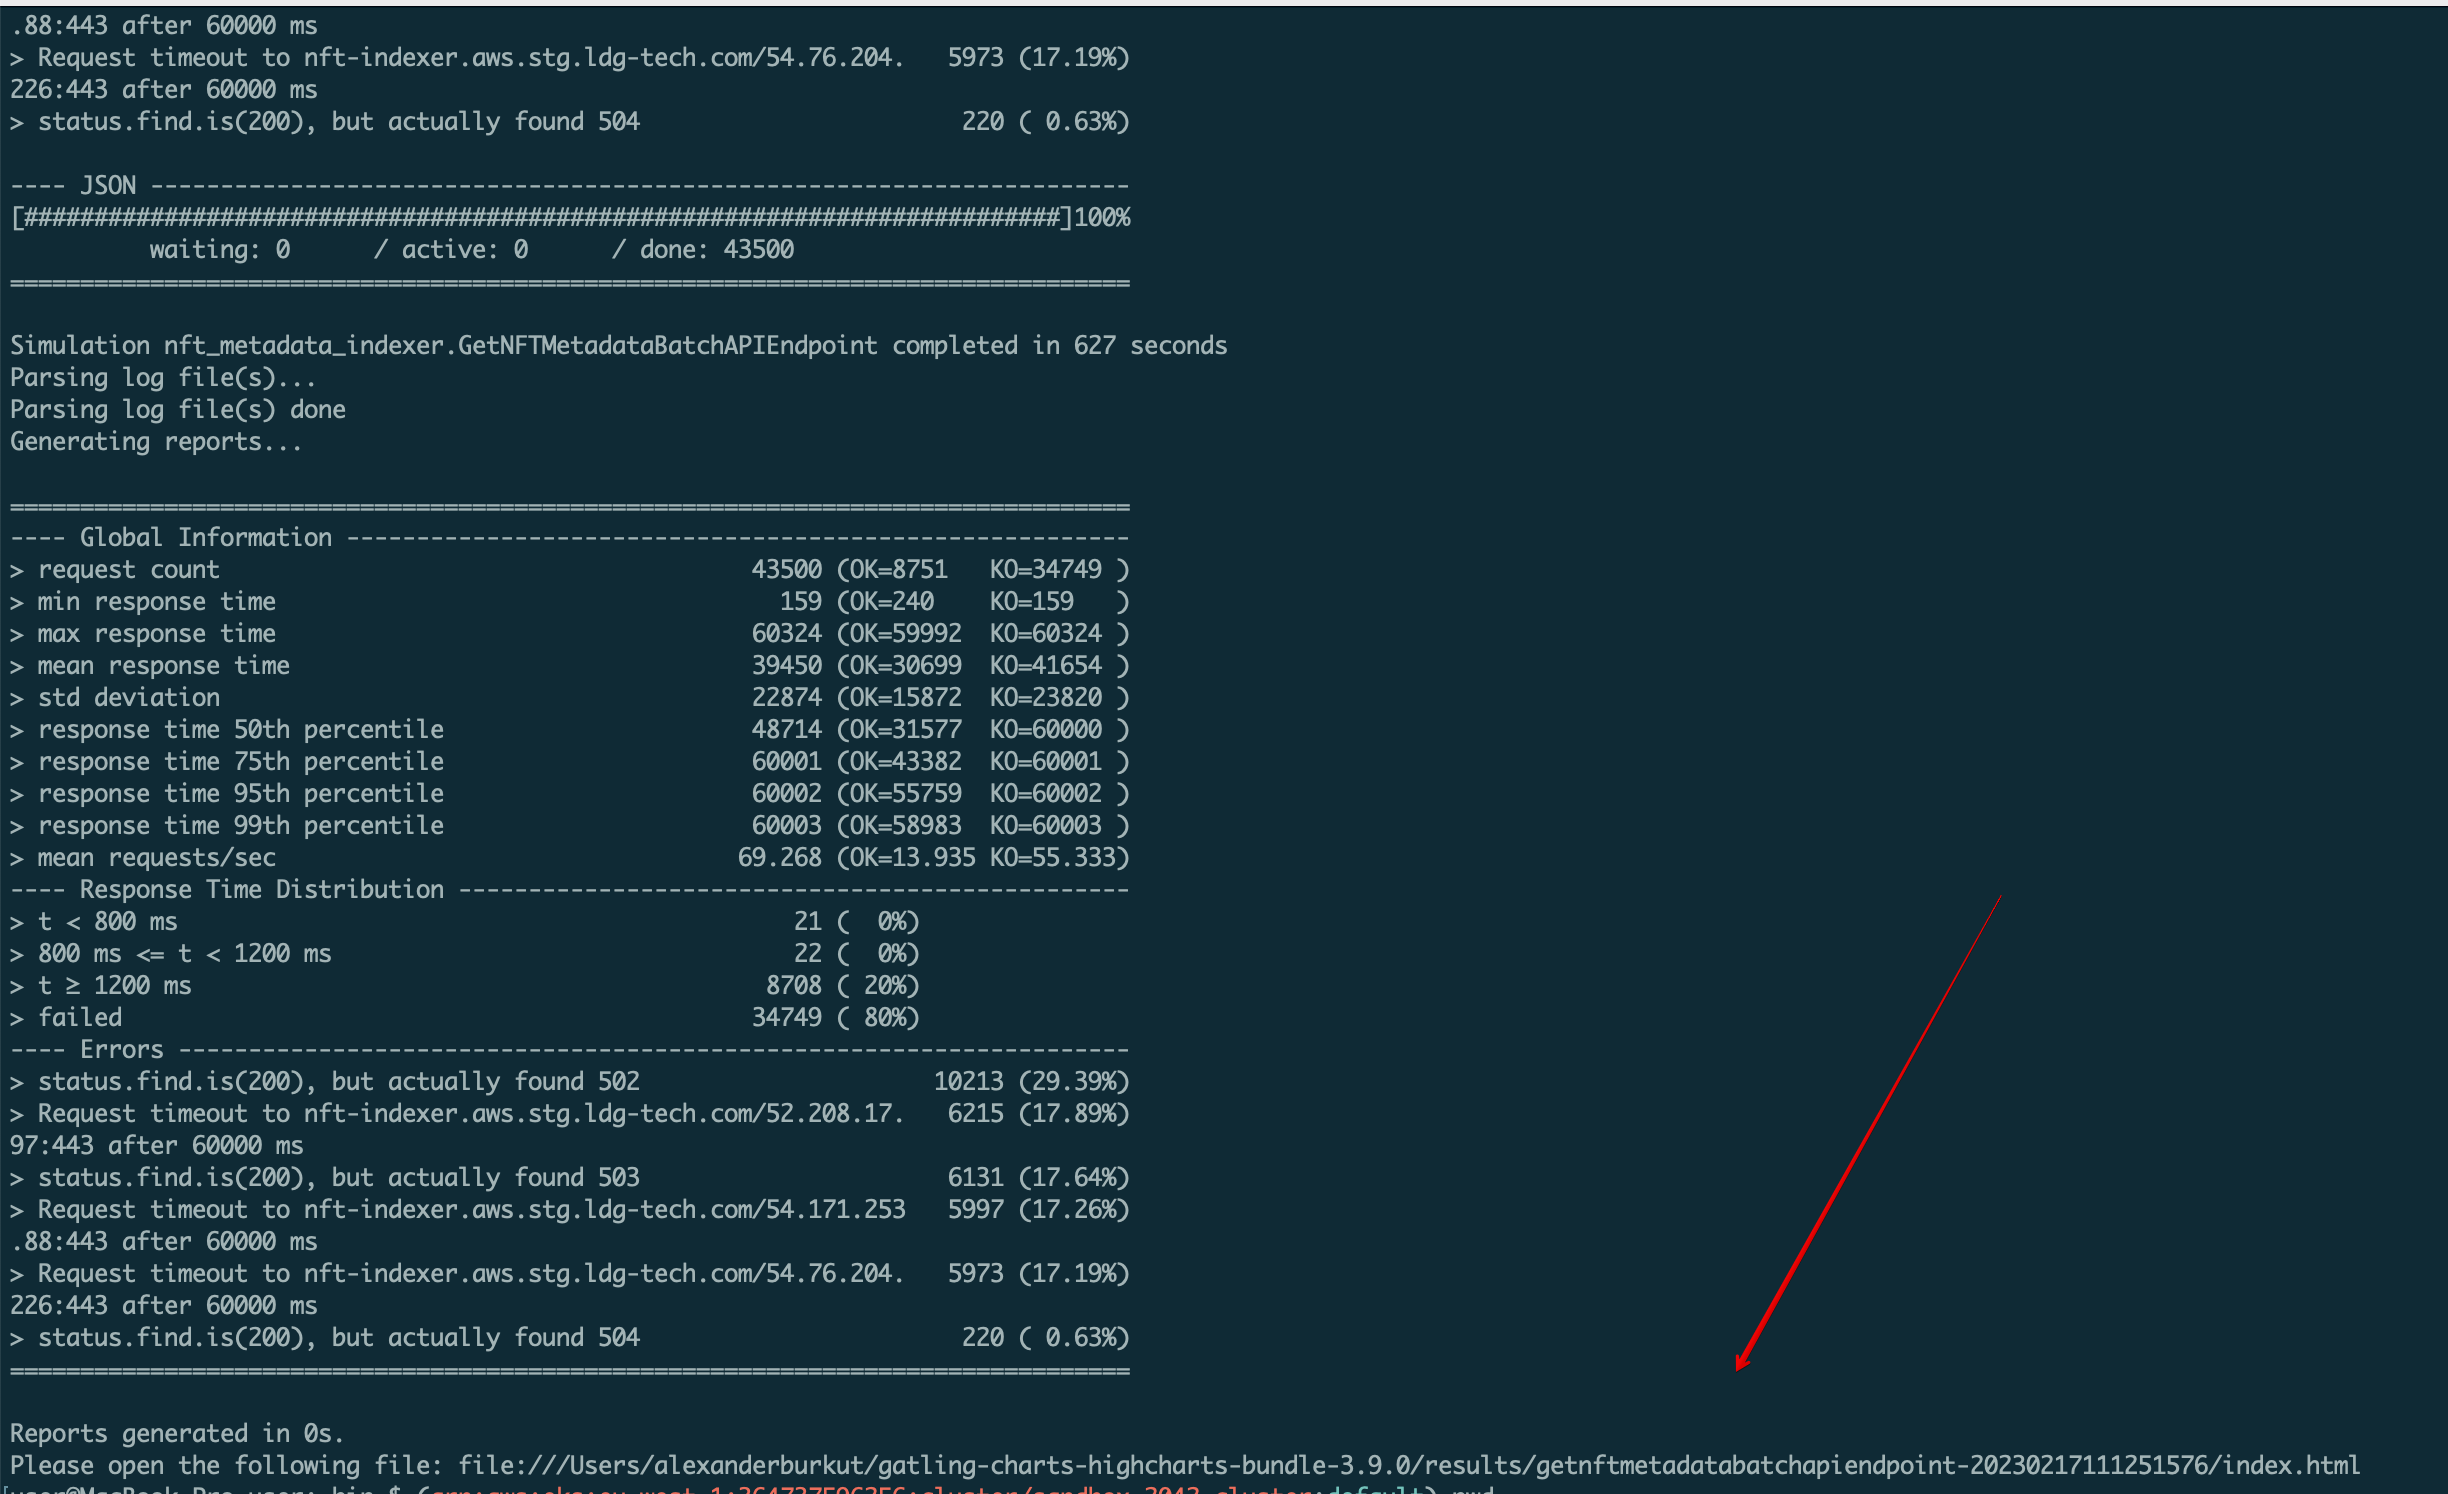 .88:443 after 60000 ms
> Request timeout to nft-indexer.aws.stg.ldg-tech.com/54.76.204.   5973 (17.19%)
226:443 after 60000 ms
> status.find.is(200), but actually found 504                       220 ( 0.63%)
---- JSON ----------------------------------------------------------------------
[##########################################################################]100%
          waiting: 0      / active: 0      / done: 43500
================================================================================
Simulation nft_metadata_indexer.GetNFTMetadataBatchAPIEndpoint completed in 627 seconds
Parsing log file(s)...
Parsing log file(s) done
Generating reports...
================================================================================
---- Global Information --------------------------------------------------------
> request count                                      43500 (OK=8751   KO=34749 )
> min response time                                    159 (OK=240    KO=159   )
> max response time                                  60324 (OK=59992  KO=60324 )
> mean response time                                 39450 (OK=30699  KO=41654 )
> std deviation                                      22874 (OK=15872  KO=23820 )
> response time 50th percentile                      48714 (OK=31577  KO=60000 )
> response time 75th percentile                      60001 (OK=43382  KO=60001 )
> response time 95th percentile                      60002 (OK=55759  KO=60002 )
> response time 99th percentile                      60003 (OK=58983  KO=60003 )
> mean requests/sec                                 69.268 (OK=13.935 KO=55.333)
---- Response Time Distribution ------------------------------------------------
> t < 800 ms                                            21 (  0%)
> 800 ms <= t < 1200 ms                                 22 (  0%)
> t ≥ 1200 ms                                         8708 ( 20%)
> failed                                             34749 ( 80%)
---- Errors --------------------------------------------------------------------
> status.find.is(200), but actually found 502                     10213 (29.39%)
> Request timeout to nft-indexer.aws.stg.ldg-tech.com/52.208.17.   6215 (17.89%)
97:443 after 60000 ms
> status.find.is(200), but actually found 503                      6131 (17.64%)
> Request timeout to nft-indexer.aws.stg.ldg-tech.com/54.171.253   5997 (17.26%)
.88:443 after 60000 ms
> Request timeout to nft-indexer.aws.stg.ldg-tech.com/54.76.204.   5973 (17.19%)
226:443 after 60000 ms
> status.find.is(200), but actually found 504                       220 ( 0.63%)
================================================================================
Reports generated in 0s.
Please open the following file: file:///Users/alexanderburkut/gatling-charts-highcharts-bundle-3.9.0/results/getnftmetadatabatchapiendpoint-20230217111251576/index.html